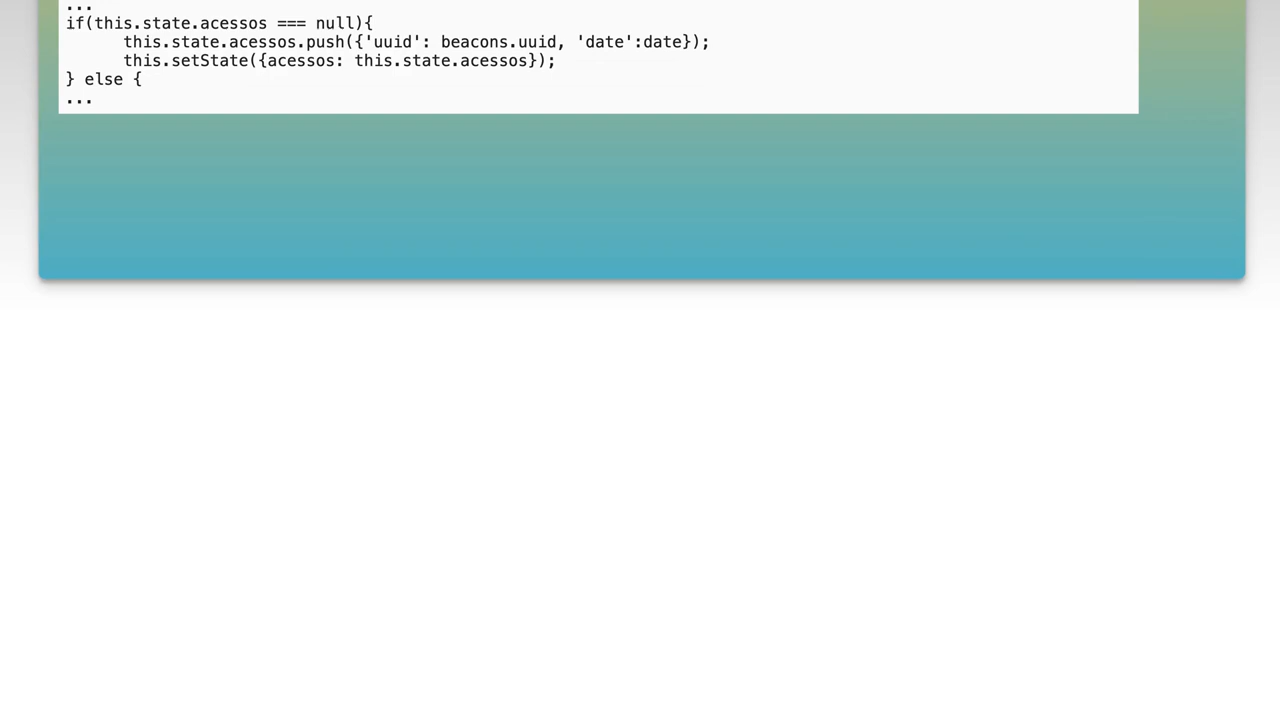 ...
if(this.state.acessos === null){
      this.state.acessos.push({'uuid': beacons.uuid, 'date':date});
      this.setState({acessos: this.state.acessos});
} else {
...